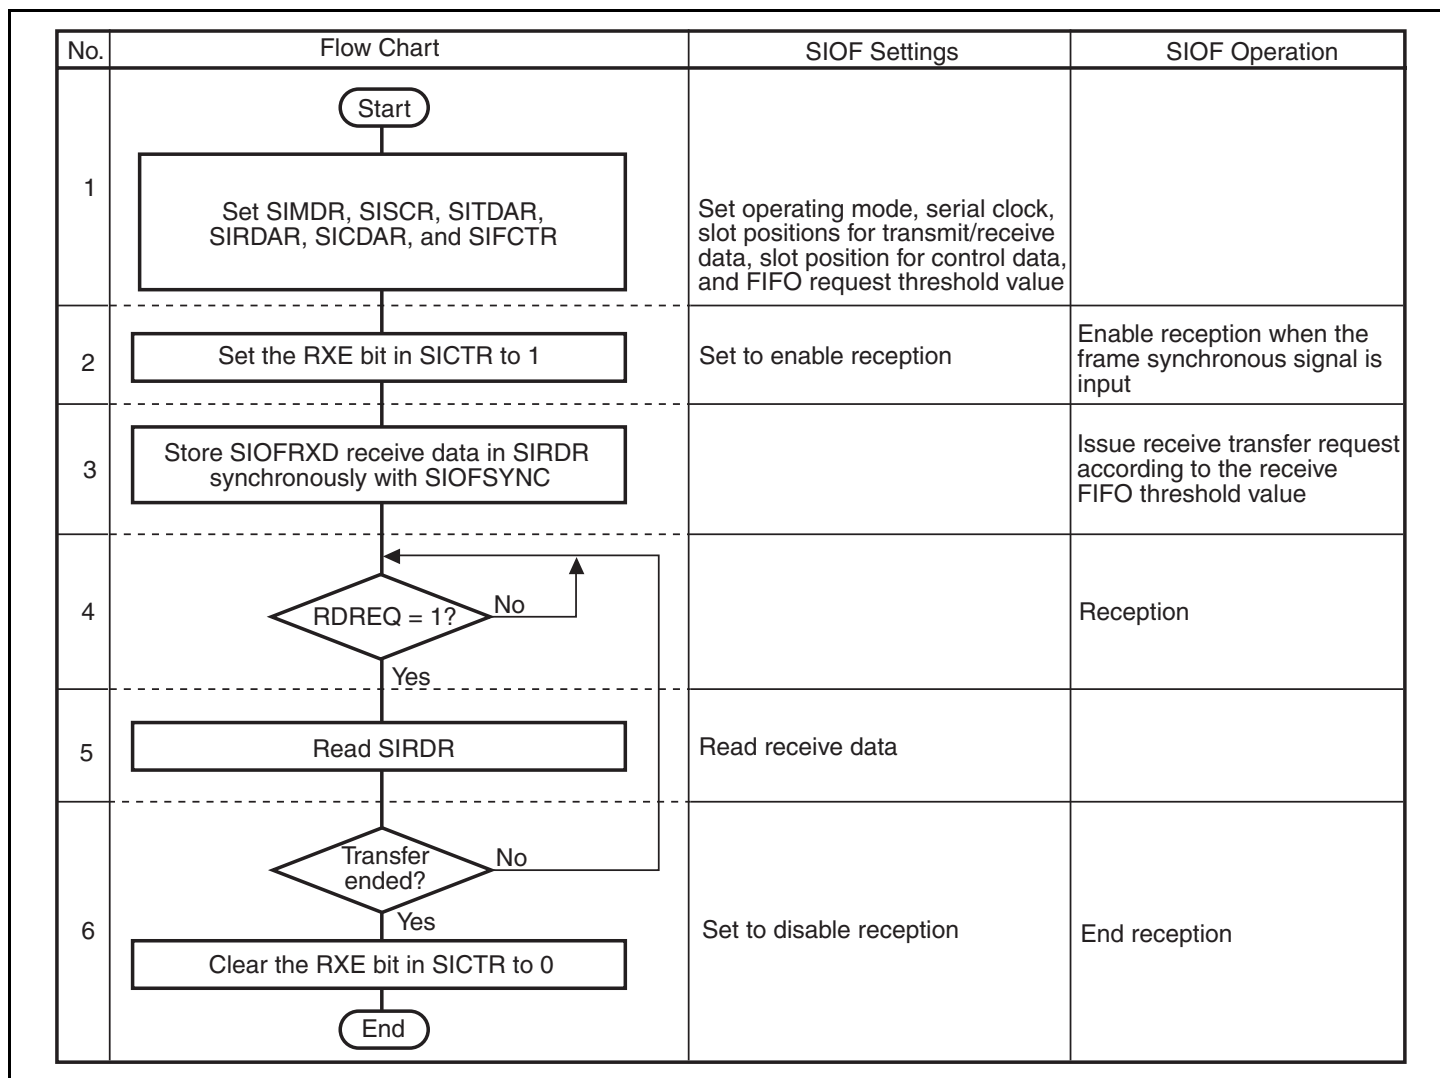 No.
Flow Chart
SIOF Settings
SIOF Operation
Start
1
Set SIMDR, SISCR, SITDAR,
SIRDAR, SICDAR, and SIFCTR
Set operating mode, serial clock,
slot positions for transmit/receive
data, slot position for control data,
and FIFO request threshold value
2
Set the RXE bit in SICTR to 1
Set to enable reception
Enable reception when the
frame synchronous signal is
input
3
Store SIOFRXD receive data in SIRDR
synchronously with SIOFSYNC
Issue receive transfer request
according to the receive
FIFO threshold value
4
RDREQ = 1?
No
Yes
Reception
5
Read SIRDR
Read receive data
6
Transfer
ended?
No
Yes
Clear the RXE bit in SICTR to 0
Set to disable reception
End reception
End